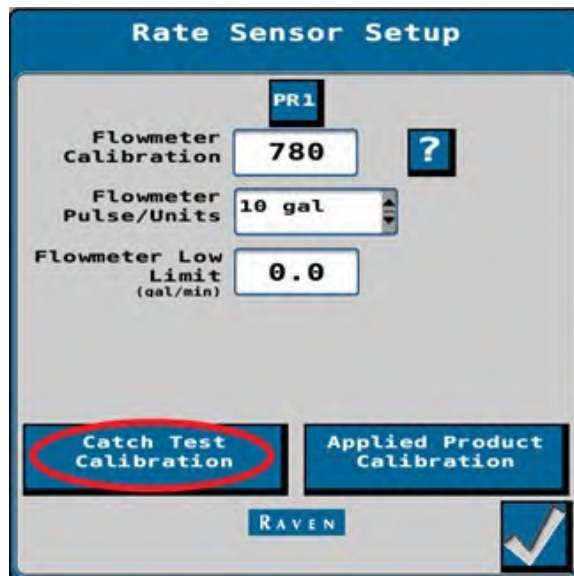 Rate Sensor Setup
PR1
Flowmeter
Calibration
780
?
Flowmeter
Pulse/Units
10 gal
Flowmeter Low
Limit
(gal/min)
0.0
Catch Test
Calibration
Applied Product
Calibration
RAVEN